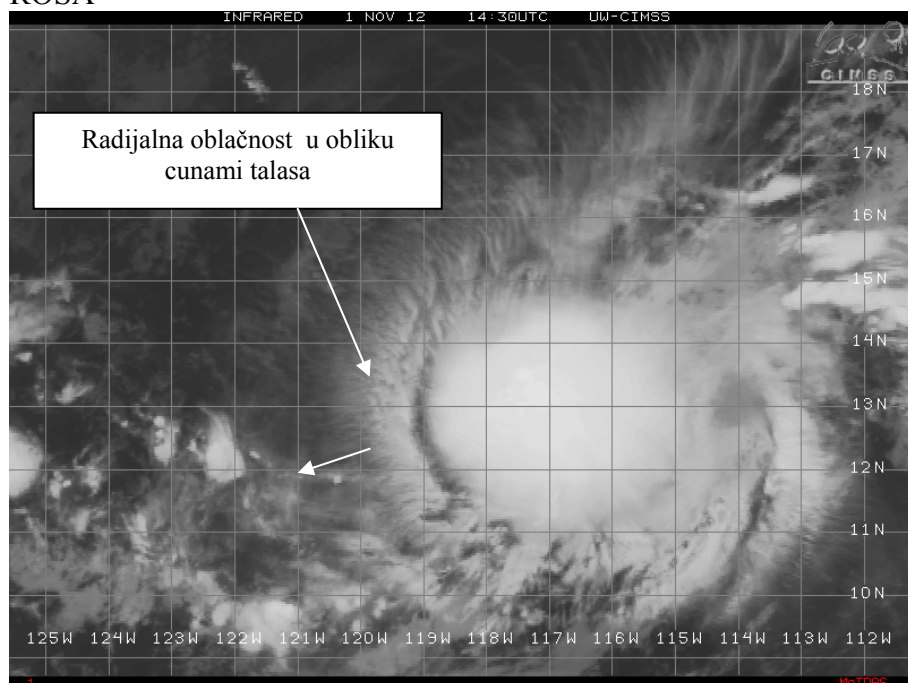 ROSA
INFRARED 1 NOV 12 14:30UTC UW-CIMSS
CIMSS
18N
Radijalna oblačnost u obliku
cunami talasa
17N
16N
15N
14N
13N
12N
11N
10N
125W 124W 123W 122W 121W 120W 119W 118W 117W 116W 115W 114W 113W 112W
1 McIDAS